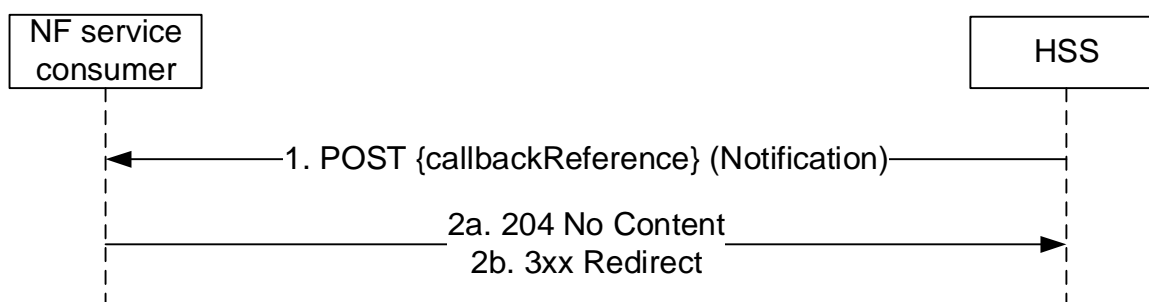 NF service
consumer
HSS
1. POST {callbackReference} (Notification)
2a. 204 No Content
2b. 3xx Redirect